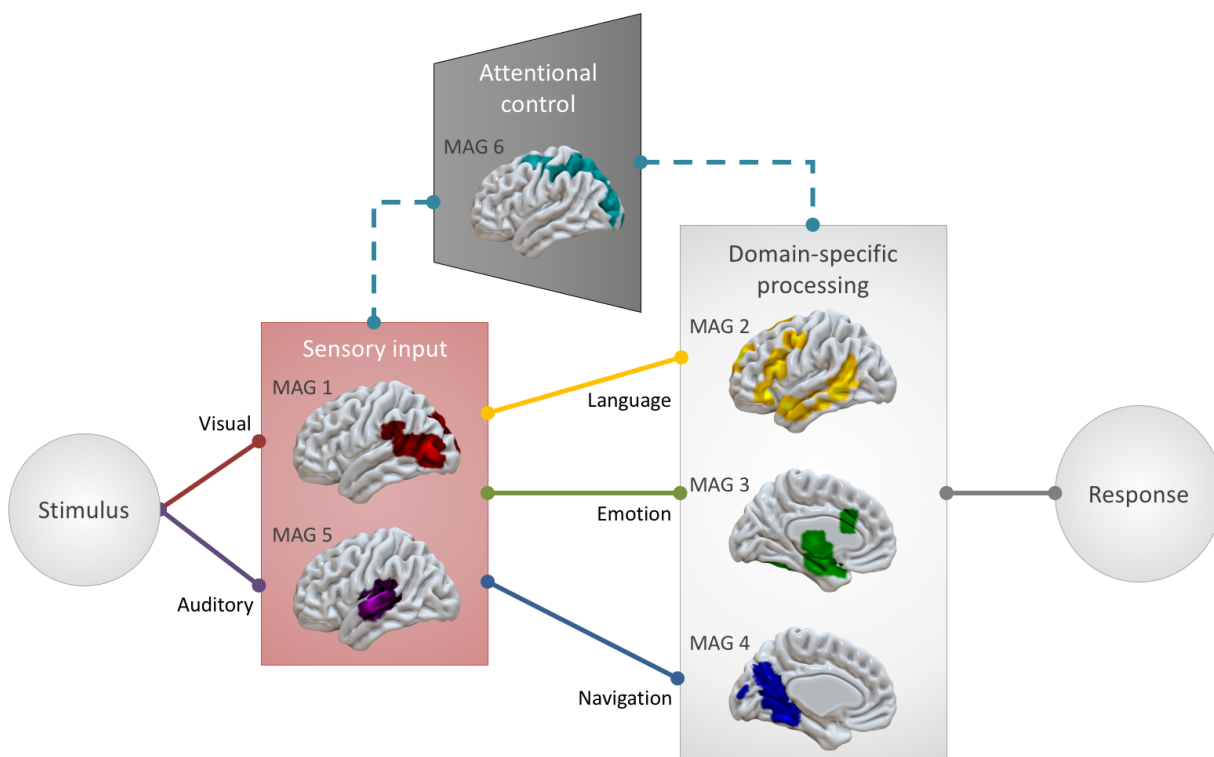 Attentional
control
MAG 6
Domain-specific
processing
MAG 2
Sensory input
MAG 1
Visual
Language
Stimulus
MAG 3
Emotion
Response
MAG 5
Auditory
MAG 4
Navigation